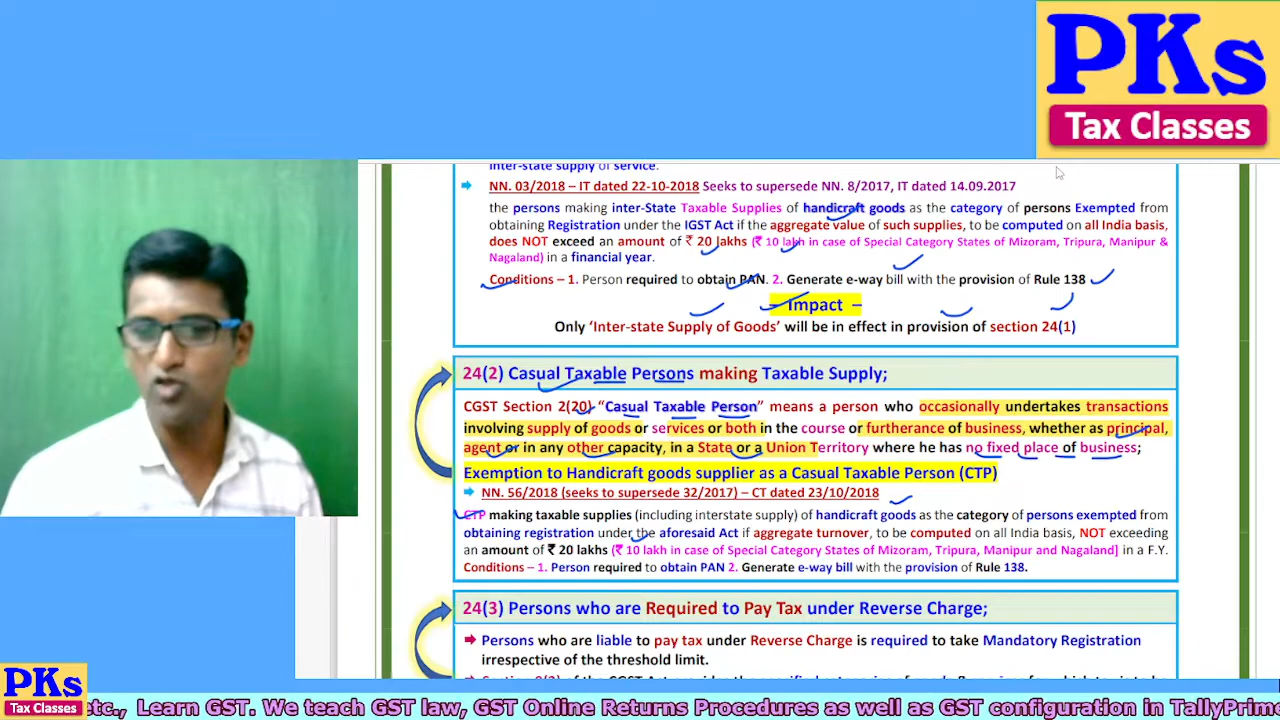 PKs
Tax Classes
inter-state supply of service.
NN. 03/2018 – IT dated 22-10-2018 Seeks to supersede NN. 8/2017, IT dated 14.09.2017
the persons making inter-State Taxable Supplies of handicraft goods as the category of persons Exempted from
obtaining Registration under the IGST Act if the aggregate value of such supplies, to be computed on all India basis,
does NOT exceed an amount of ₹ 20 lakhs (₹ 10 lakh in case of Special Category States of Mizoram, Tripura, Manipur &
Nagaland) in a financial year.
Conditions – 1. Person required to obtain PAN. 2. Generate e-way bill with the provision of Rule 138
– Impact –
Only ‘Inter-state Supply of Goods’ will be in effect in provision of section 24(1)
24(2) Casual Taxable Persons making Taxable Supply;
CGST Section 2(20) “Casual Taxable Person” means a person who occasionally undertakes transactions
involving supply of goods or services or both in the course or furtherance of business, whether as principal,
agent or in any other capacity, in a State or a Union Territory where he has no fixed place of business;
Exemption to Handicraft goods supplier as a Casual Taxable Person (CTP)
NN. 56/2018 (seeks to supersede 32/2017) – CT dated 23/10/2018
CTP making taxable supplies (including interstate supply) of handicraft goods as the category of persons exempted from
obtaining registration under the aforesaid Act if aggregate turnover, to be computed on all India basis, NOT exceeding
an amount of ₹ 20 lakhs (₹ 10 lakh in case of Special Category States of Mizoram, Tripura, Manipur and Nagaland] in a F.Y.
Conditions – 1. Person required to obtain PAN 2. Generate e-way bill with the provision of Rule 138.
24(3) Persons who are Required to Pay Tax under Reverse Charge;
Persons who are liable to pay tax under Reverse Charge is required to take Mandatory Registration
irrespective of the threshold limit.
PKs
Tax Classes
etc., Learn GST. We teach GST law, GST Online Returns Procedures as well as GST configuration in TallyPrime